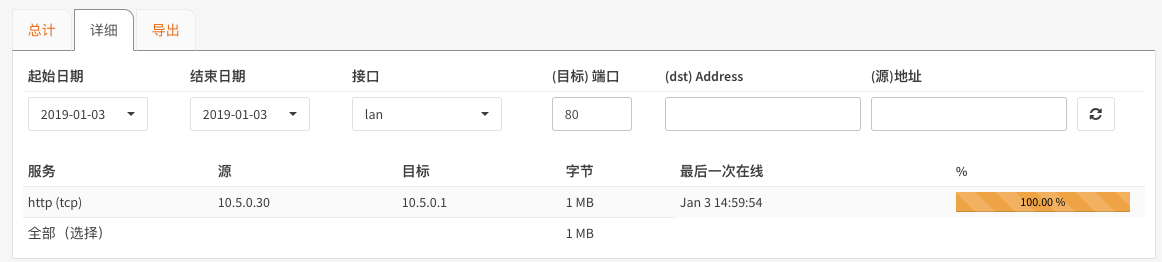 总计 详细 导出
起始日期 结束日期 接口 (目标) 端口 (dst) Address (源)地址
2019-01-03 2019-01-03 lan 80
服务 源 目标 字节 最后一次在线 %
http (tcp) 10.5.0.30 10.5.0.1 1 MB Jan 3 14:59:54 100.00 %
全部（选择） 1 MB